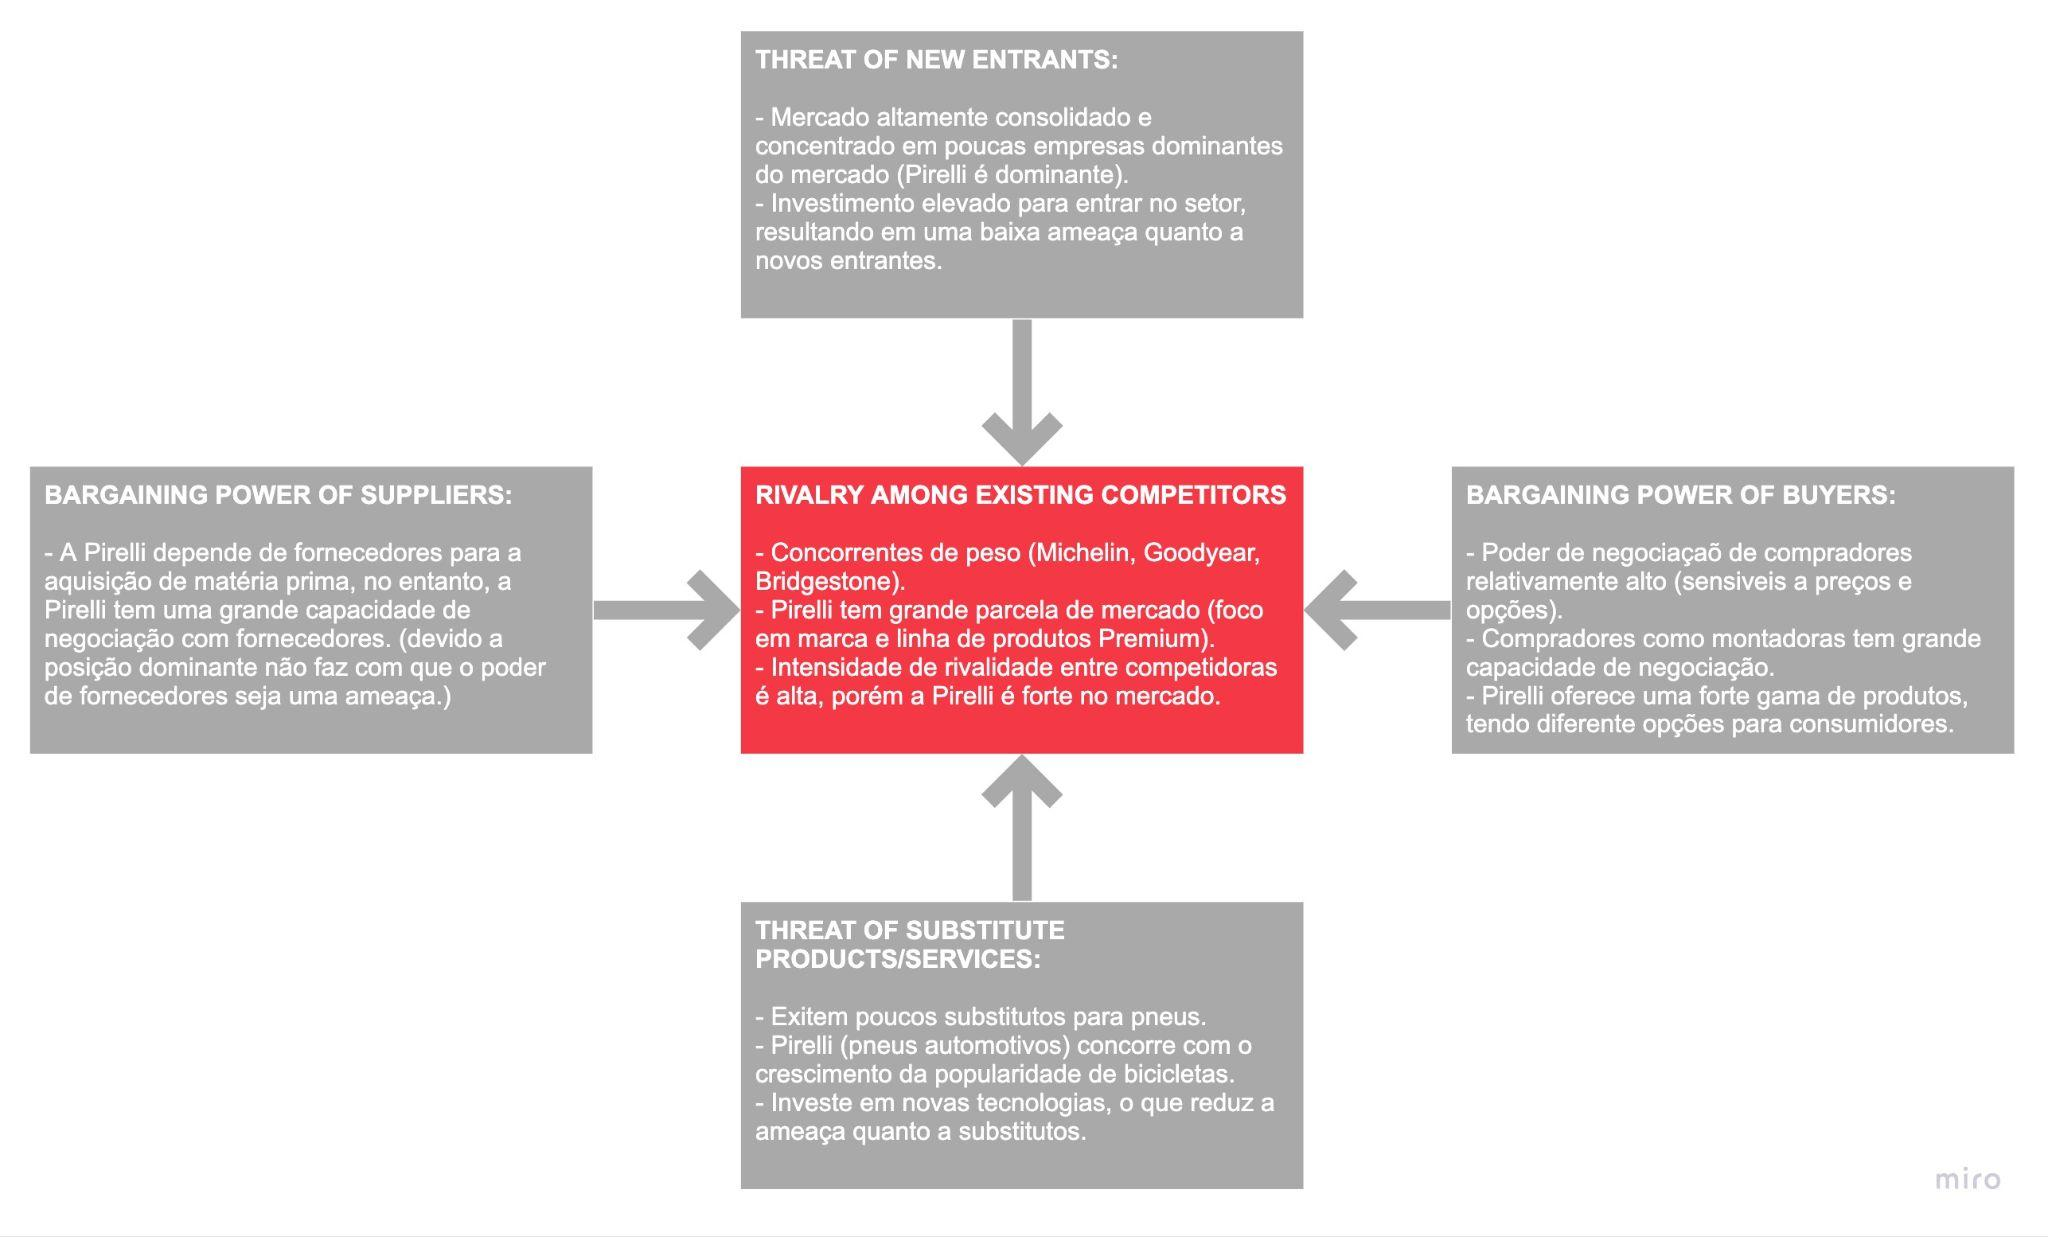 THREAT OF NEW ENTRANTS:
- Mercado altamente consolidado e
concentrado em poucas empresas dominantes
do mercado (Pirelli é dominante).
- Investimento elevado para entrar no setor,
resultando em uma baixa ameaça quanto a
novos entrantes.
BARGAINING POWER OF SUPPLIERS:
- A Pirelli depende de fornecedores para a
aquisição de matéria prima, no entanto, a
Pirelli tem uma grande capacidade de
negociação com fornecedores. (devido a
posição dominante não faz com que o poder
de fornecedores seja uma ameaça.)
RIVALRY AMONG EXISTING COMPETITORS
- Concorrentes de peso (Michelin, Goodyear,
Bridgestone).
- Pirelli tem grande parcela de mercado (foco
em marca e linha de produtos Premium).
- Intensidade de rivalidade entre competidoras
é alta, porém a Pirelli é forte no mercado.
BARGAINING POWER OF BUYERS:
- Poder de negociaçaõ de compradores
relativamente alto (sensiveis a preços e
opções).
- Compradores como montadoras tem grande
capacidade de negociação.
- Pirelli oferece uma forte gama de produtos,
tendo diferente opções para consumidores.
THREAT OF SUBSTITUTE
PRODUCTS/SERVICES:
- Exitem poucos substitutos para pneus.
- Pirelli (pneus automotivos) concorre com o
crescimento da popularidade de bicicletas.
- Investe em novas tecnologias, o que reduz a
ameaça quanto a substitutos.
miro